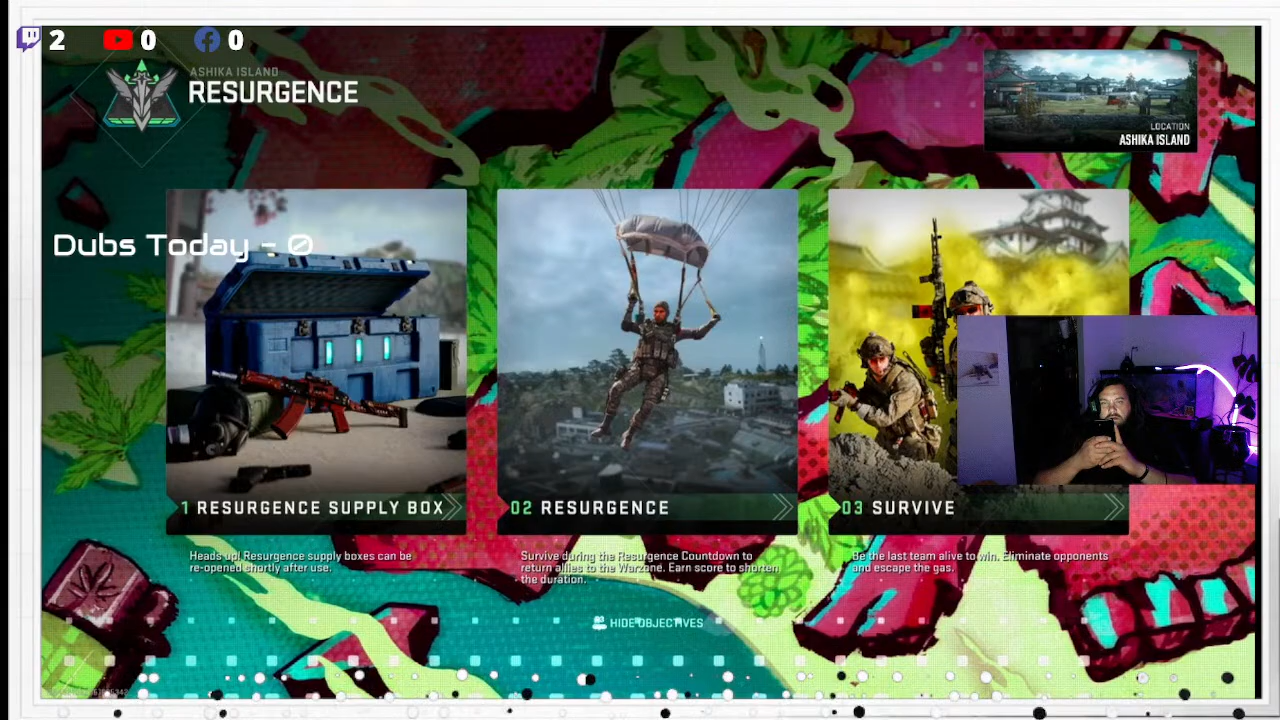 2 0 0
ASHIKA ISLAND
RESURGENCE
LOCATION
ASHIKA ISLAND
Dubs Today - 0
1 RESURGENCE SUPPLY BOX
02 RESURGENCE
03 SURVIVE
Heads up! Resurgence supply boxes can be
re-opened shortly after use.
Survive during the Resurgence Countdown to
return allies to the Warzone. Earn score to shorten
the duration.
Be the last team alive to win. Eliminate opponents
and escape the gas.
HIDE OBJECTIVES